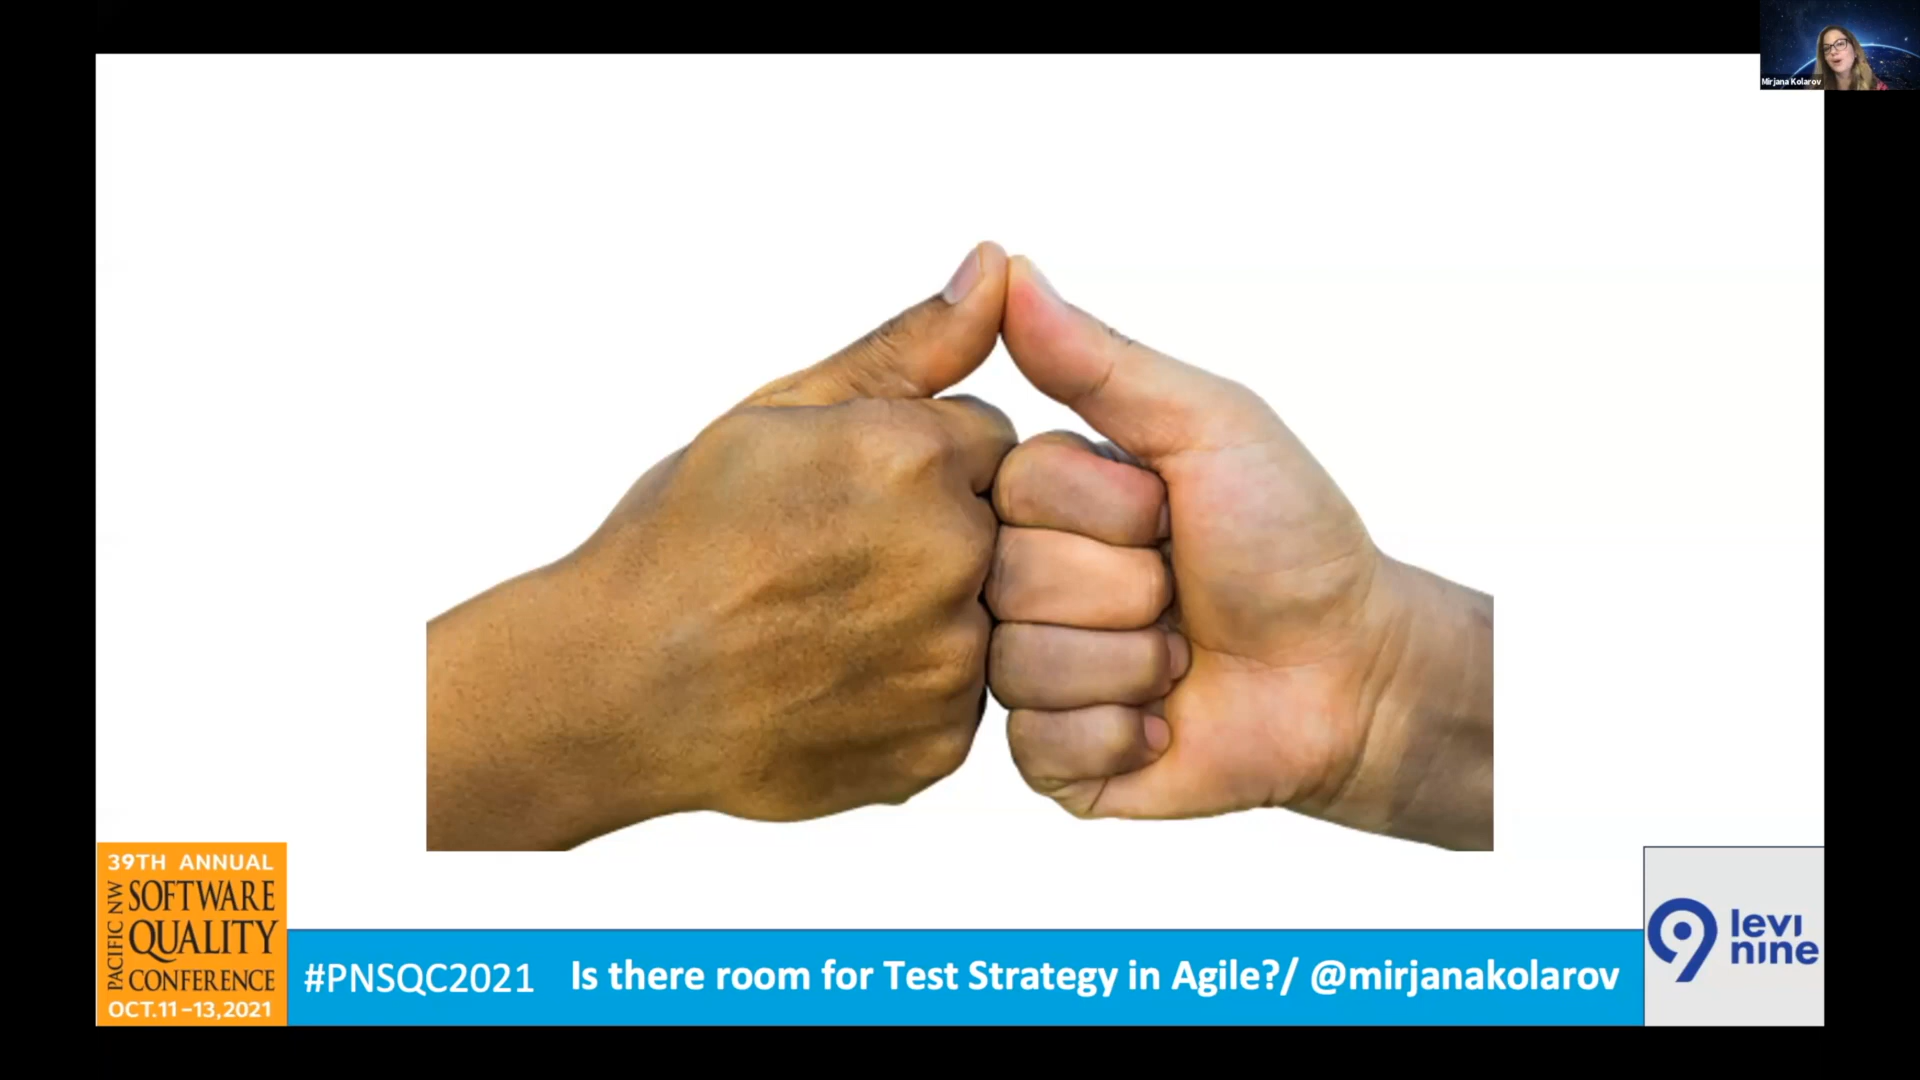 Mirjana Kolarov
39TH ANNUAL
PACIFIC NW
SOFTWARE
QUALITY
CONFERENCE
OCT.11-13,2021
#PNSQC2021 Is there room for Test Strategy in Agile?/ @mirjanakolarov
levi
nine